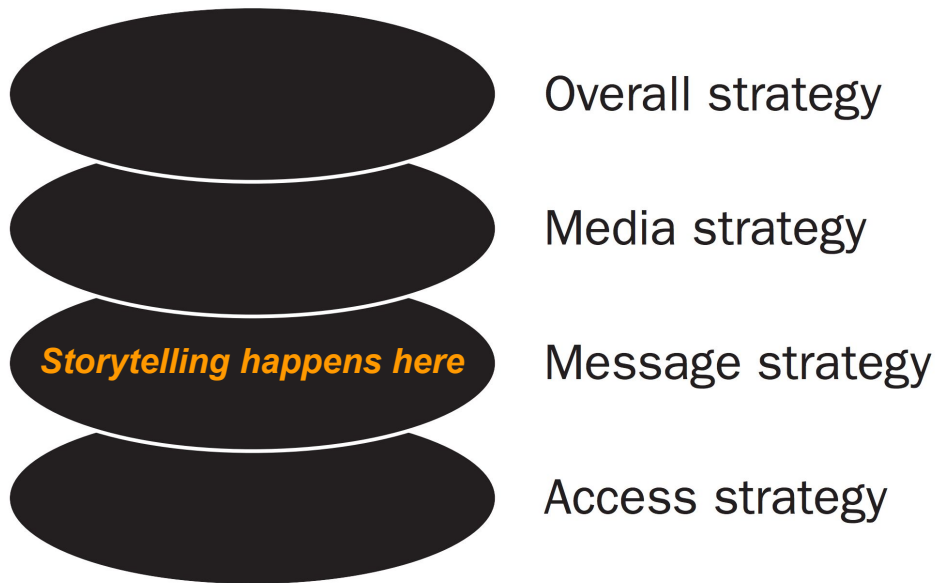 Overall strategy
Media strategy
Storytelling happens here
Message strategy
Access strategy